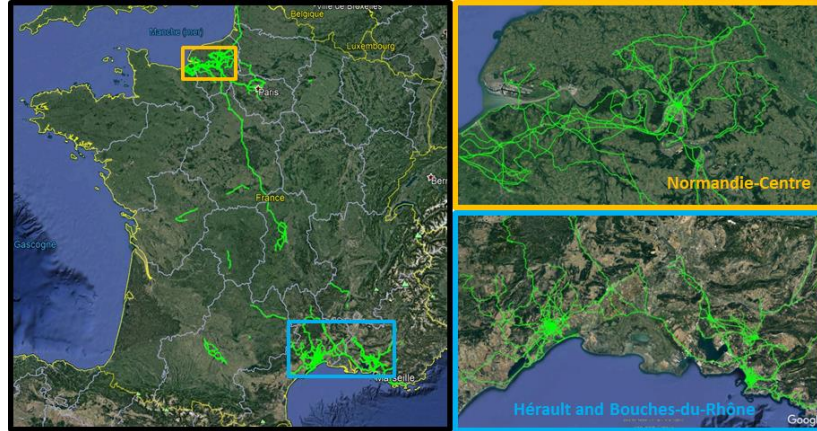 Ville de Bruxelles
Belgique
Manche (mer)
Luxembourg
Paris
France
Gascogne
Marseille
Normandie-Centre
Hérault and Bouches-du-Rhône
Google